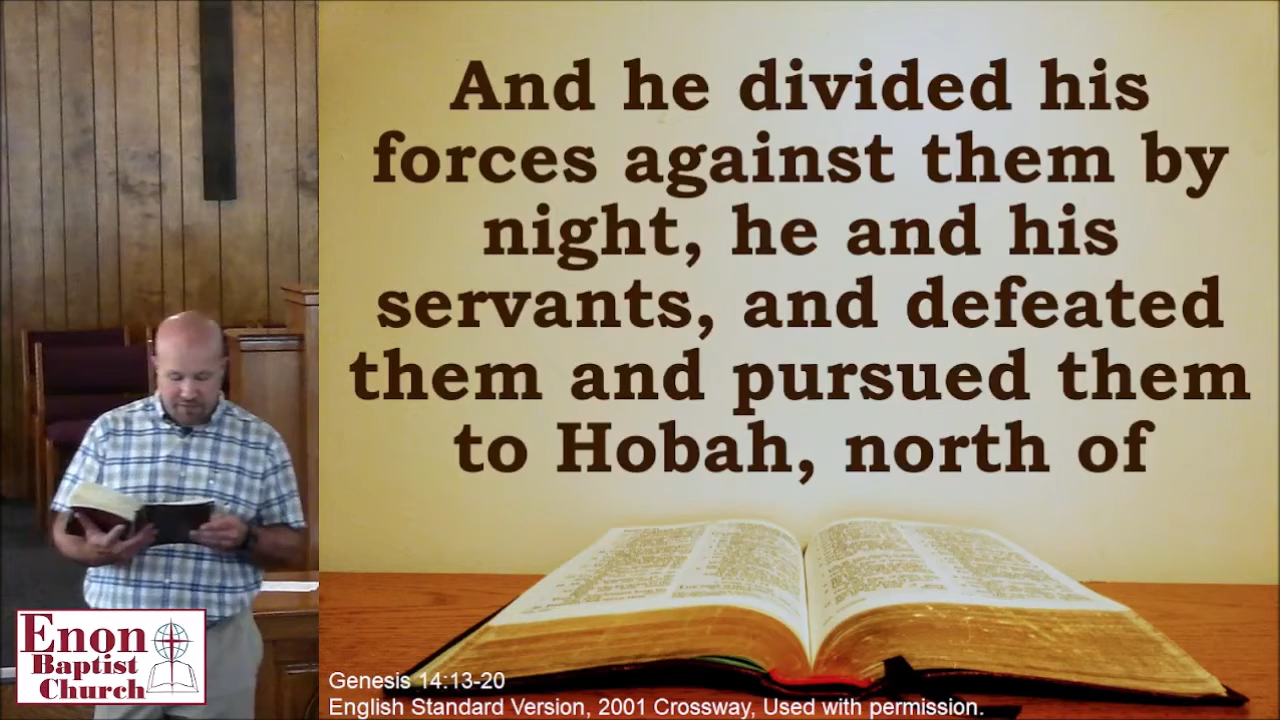 And he divided his
forces against them by
night, he and his
servants, and defeated
them and pursued them
to Hobah, north of
Enon
Baptist
Church
Genesis 14:13-20
English Standard Version, 2001 Crossway, Used with permission.